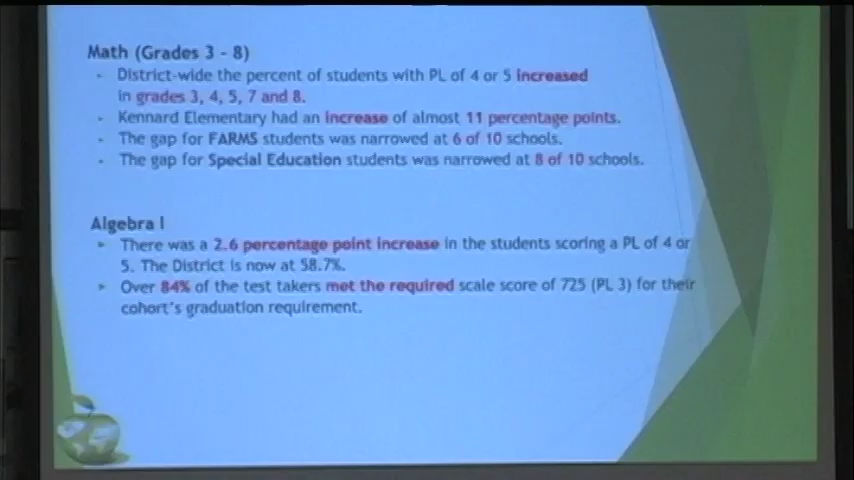 Math (Grades 3 - 8)
District-wide the percent of students with PL of 4 or 5 increased
in grades 3, 4, 5, 7 and 8.
Kennard Elementary had an increase of almost 11 percentage points.
The gap for FARMS students was narrowed at 6 of 10 schools.
The gap for Special Education students was narrowed at 8 of 10 schools.
Algebra I
There was a 2.6 percentage point increase in the students scoring a PL of 4 or
5. The District is now at 58.7%.
Over 84% of the test takers met the required scale score of 725 (PL 3) for their
cohort's graduation requirement.